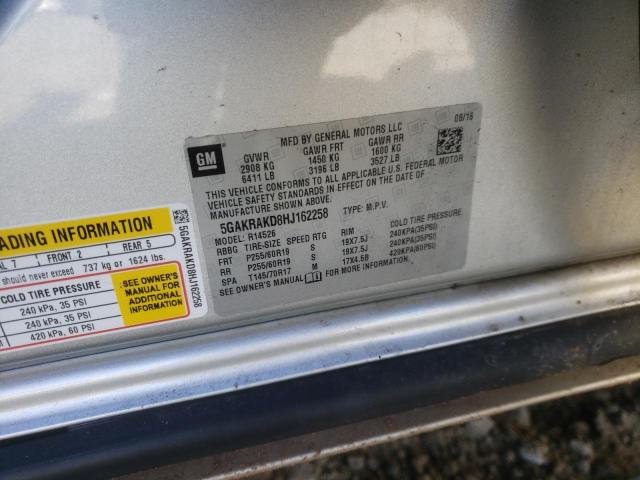 GM
MFD BY GENERAL MOTORS LLC 08/16
GVWR GAWR FRT GAWR RR
2908 KG 1450 KG 1600 KG
6411 LB 3196 LB 3527 LB
THIS VEHICLE CONFORMS TO ALL APPLICABLE U.S. FEDERAL MOTOR
VEHICLE SAFETY STANDARDS IN EFFECT ON THE DATE OF
MANUFACTURE SHOWN ABOVE.
5GAKRAKD8HJ162258 TYPE: M.P.V.
MODEL: R14526
RBBG TIRE-SIZE SPEED RTG RIM COLD TIRE PRESSURE
FRT P255/60R19 S 19X7.5J 240KPA(35PSI)
RR P255/60R19 S 19X7.5J 240KPA(35PSI)
SPA T145/70R17 M 17X4.5B 420KPA(60PSI)
SEE OWNER'S MANUAL FOR MORE INFORMATION.
ADING INFORMATION
AL 7 FRONT 2 REAR 5
should never exceed 737 kg or 1624 lbs.
COLD TIRE PRESSURE
240 kPa, 35 PSI
240 kPa, 35 PSI
420 kPa, 60 PSI
SEE OWNER'S
MANUAL FOR
ADDITIONAL
INFORMATION
5GAKRAKD8HJ162258